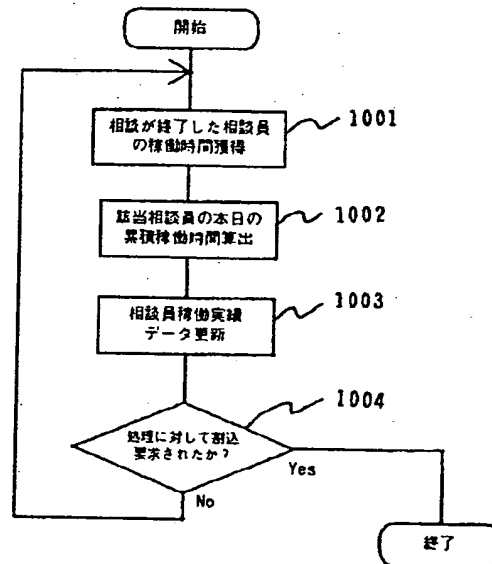 開始
相談が終了した相談員
の稼働時間獲得
1001
該当相談員の本日の
累積稼働時間算出
1002
相談員稼働実績
データ更新
1003
処理に対して割込
要求されたか?
1004
Yes
No
終了